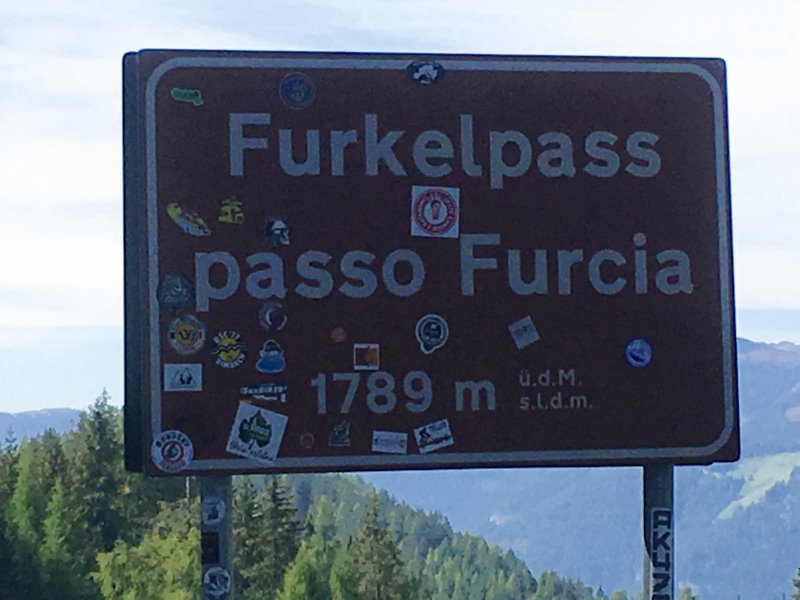 Furkelpass
passo Furcia
1789 m
ü.d.M.
s.l.d.m.